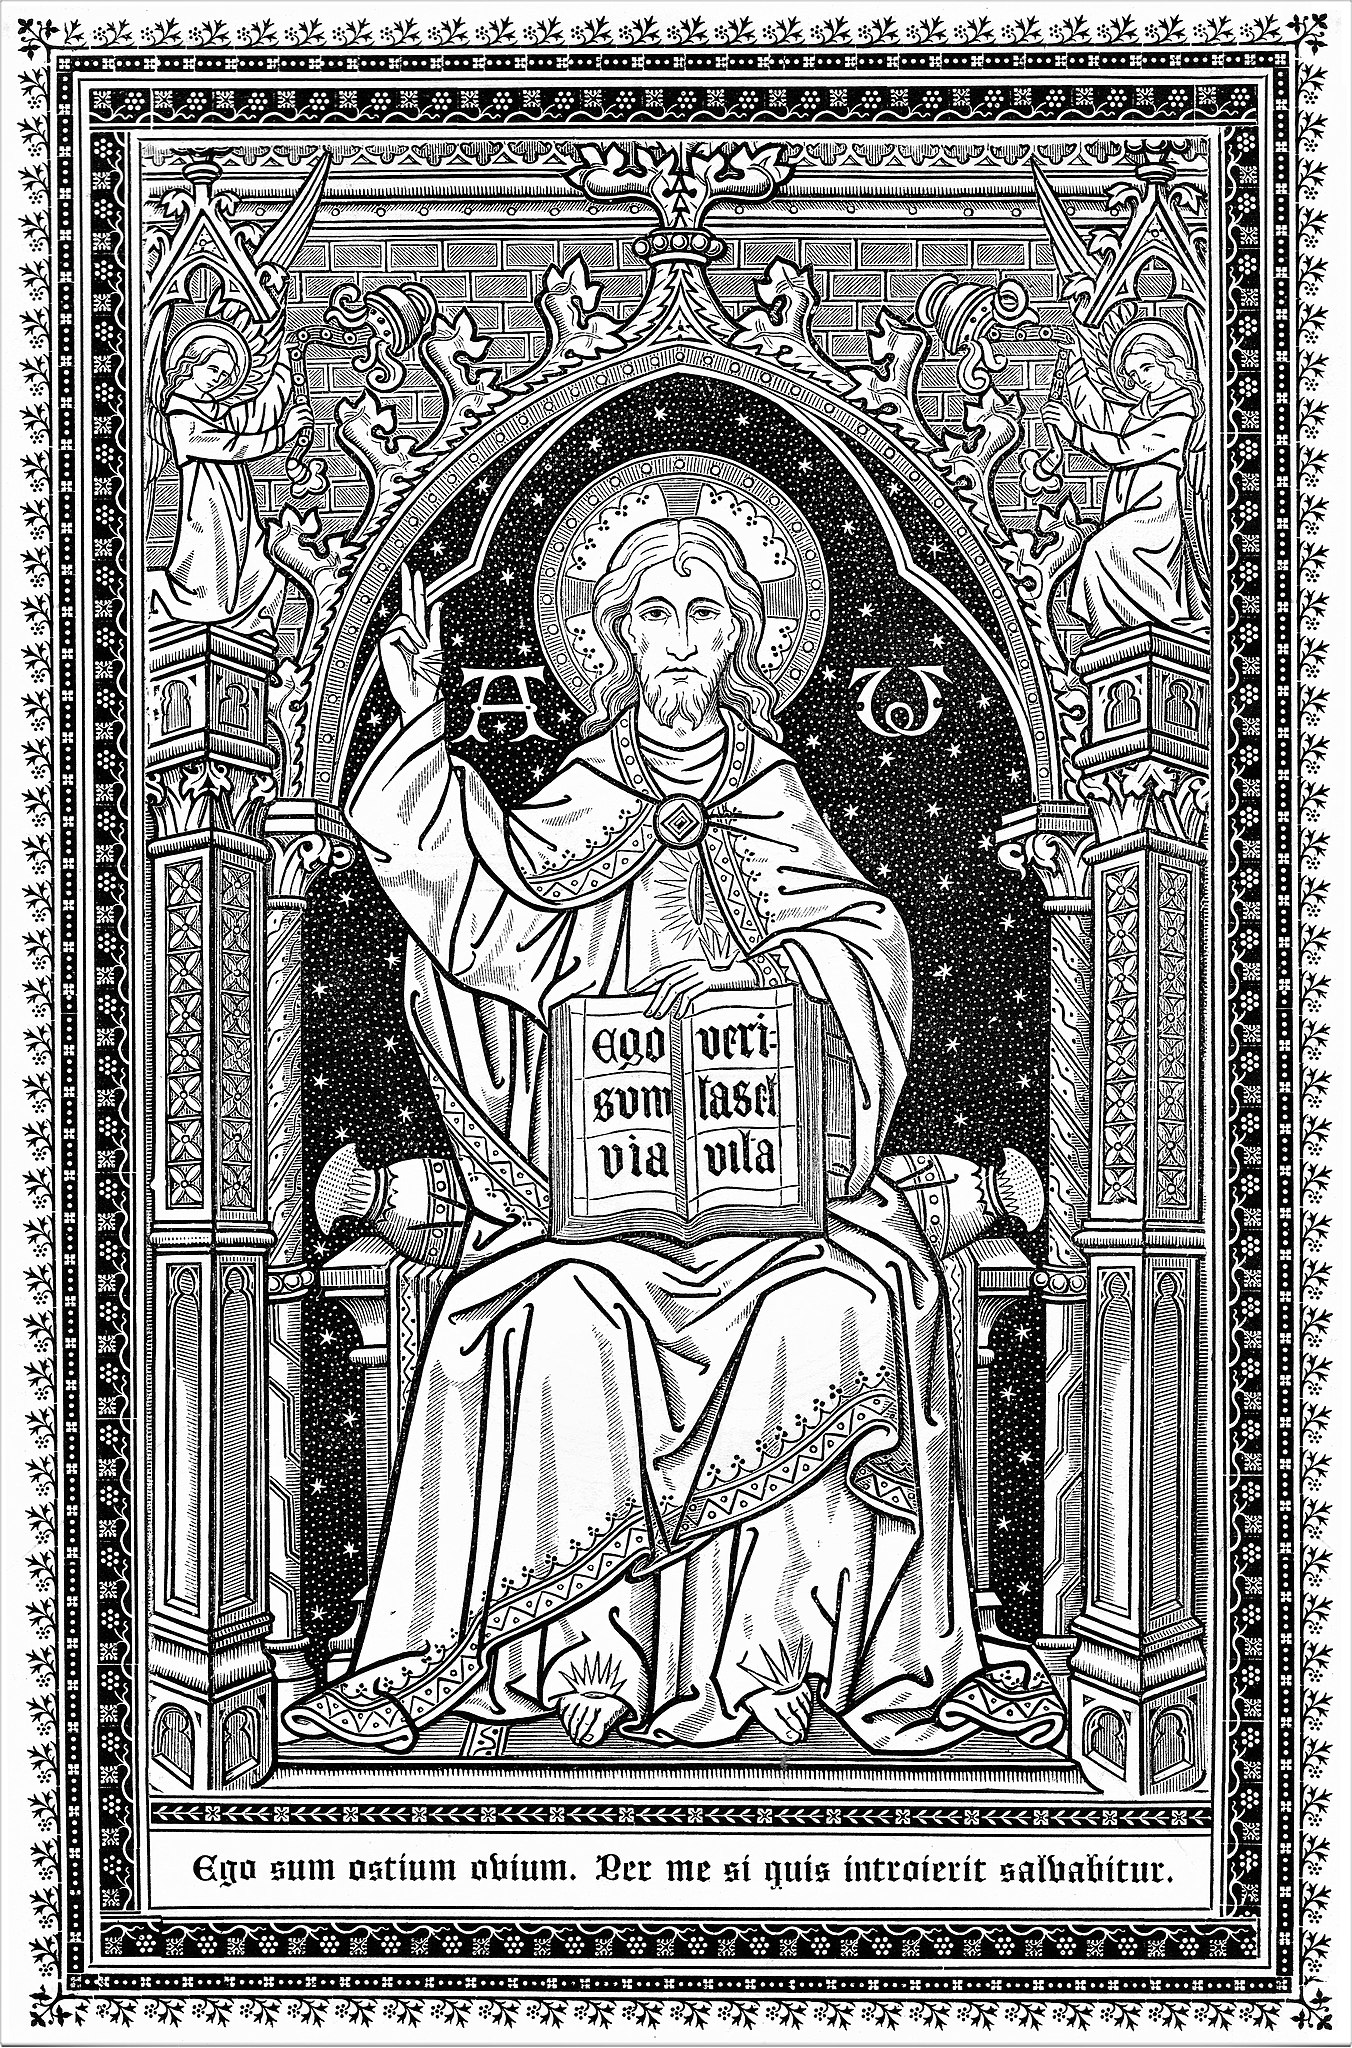 A ω
Ego
sum
via
veri-
tas et
vita
Ego sum ostium ovium. Per me si quis introierit salvabitur.